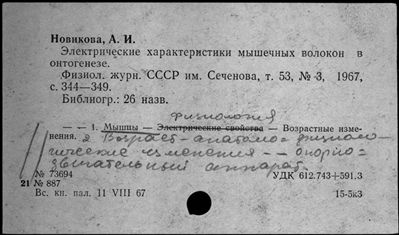 Новикова, А. И.
Электрические характеристики мышечных волокон в
онтогенезе.
Физиол. журн. СССР им. Сеченова, т. 53, № 3, 1967,
с. 344—349.
Библиогр.: 26 назв.
физиология
— — 1. Мышцы — Электрические свойства — Возрастные изме-
нения. 2 Возраст - анатомо-физиоло-
гические изменения - опорно-
двигательный аппарат.
№ 73694 УДК 612.743+591.3
21 № 887
Вс. кн. пал. 11 VIII 67 15-5к3